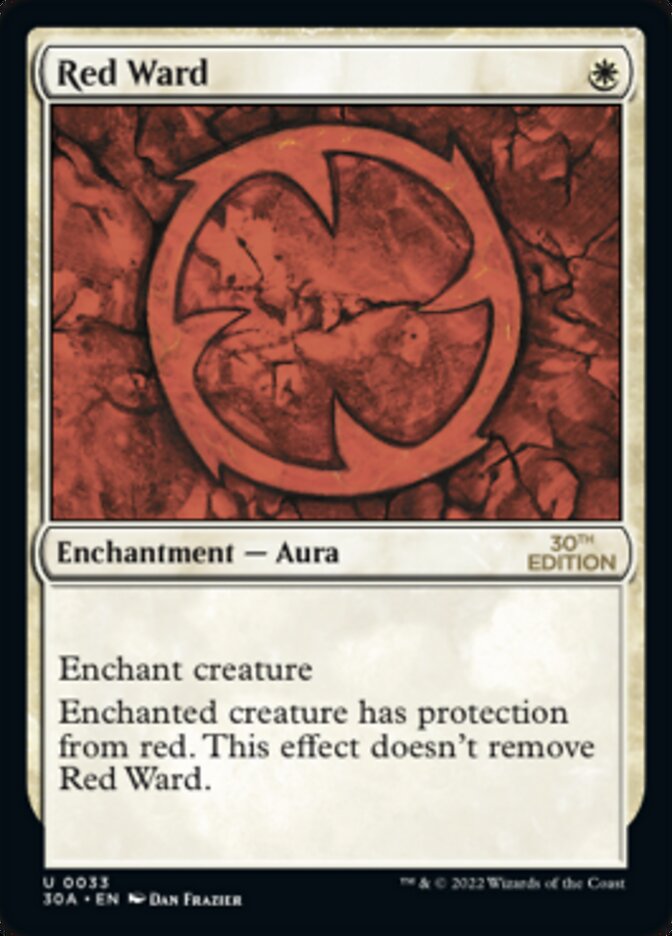 Red Ward
Enchantment — Aura
30TH
EDITION
Enchant creature
Enchanted creature has protection
from red. This effect doesn't remove
Red Ward.
U 0033
30A • EN Dan Frazier
™ & © 2022 Wizards of the Coast